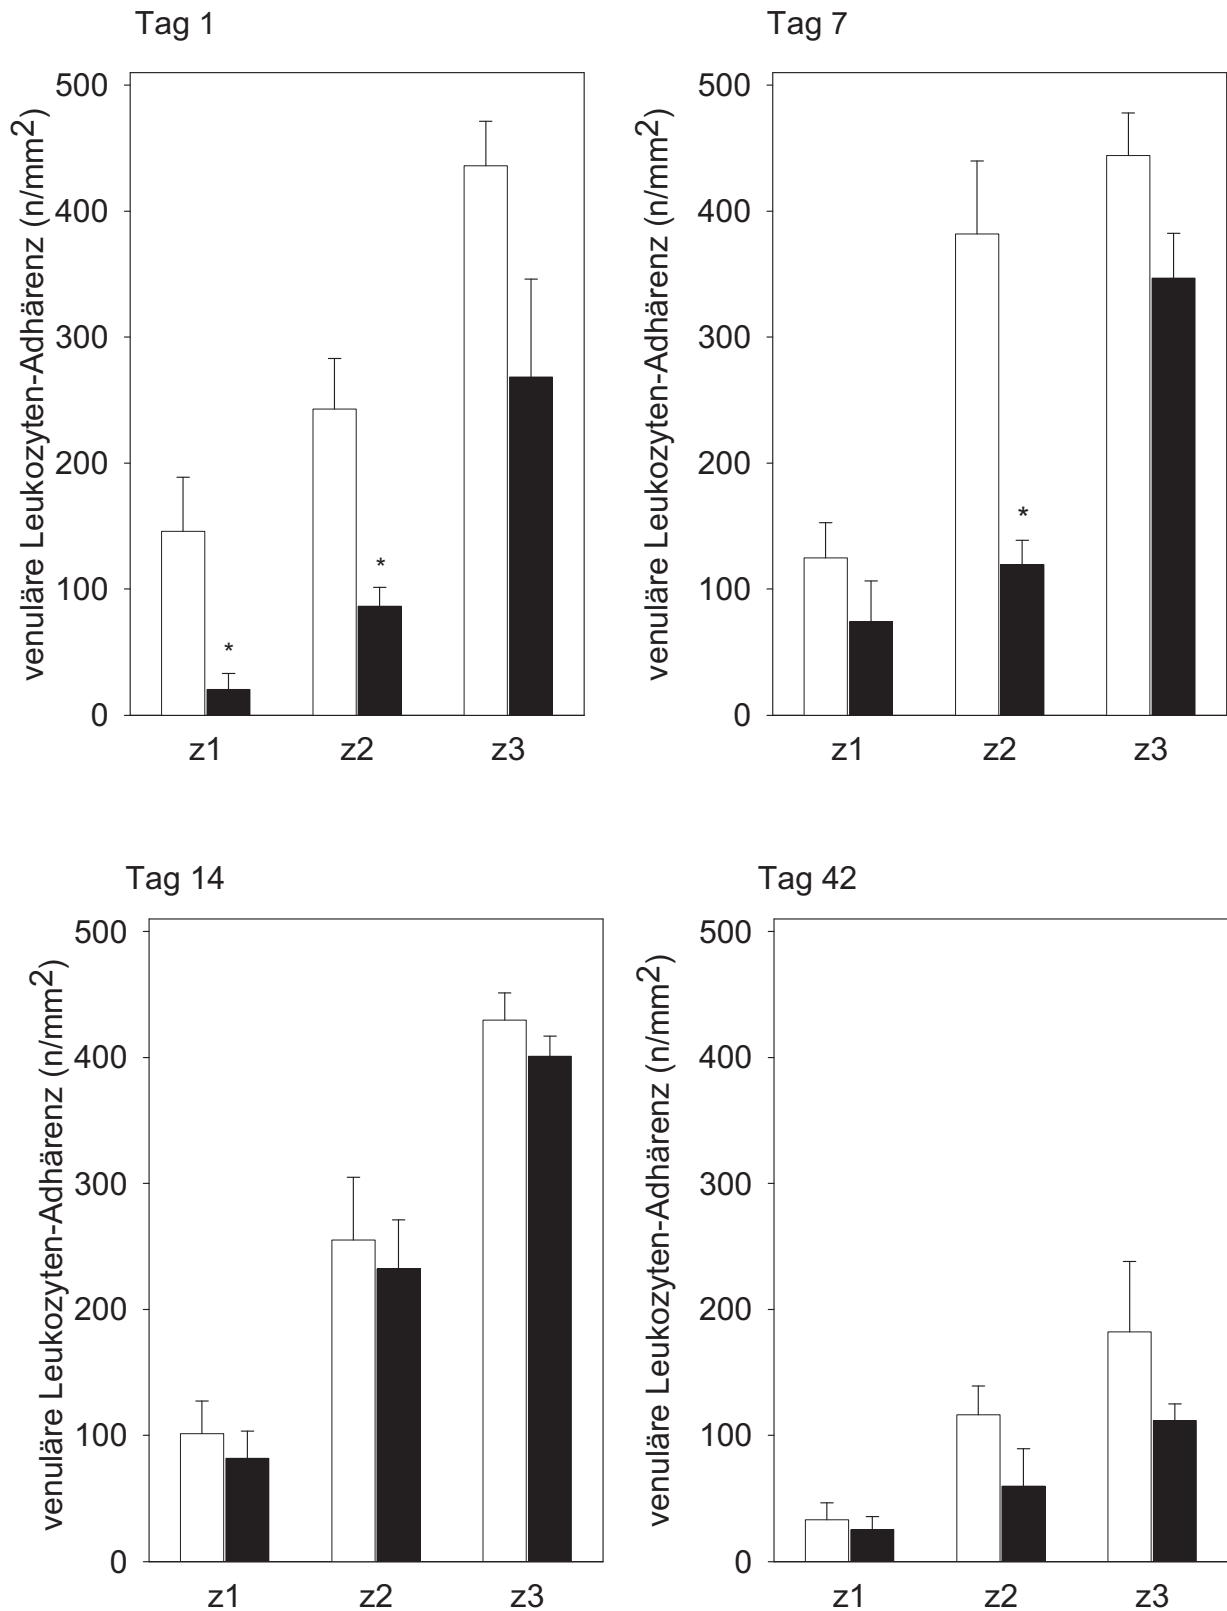 Tag 1
venuläre Leukozyten-Adhärenz (n/mm²)
500
400
300
200
100
0
*
*
z1 z2 z3
Tag 7
venuläre Leukozyten-Adhärenz (n/mm²)
500
400
300
200
100
0
*
z1 z2 z3
Tag 14
venuläre Leukozyten-Adhärenz (n/mm²)
500
400
300
200
100
0
z1 z2 z3
Tag 42
venuläre Leukozyten-Adhärenz (n/mm²)
500
400
300
200
100
0
z1 z2 z3